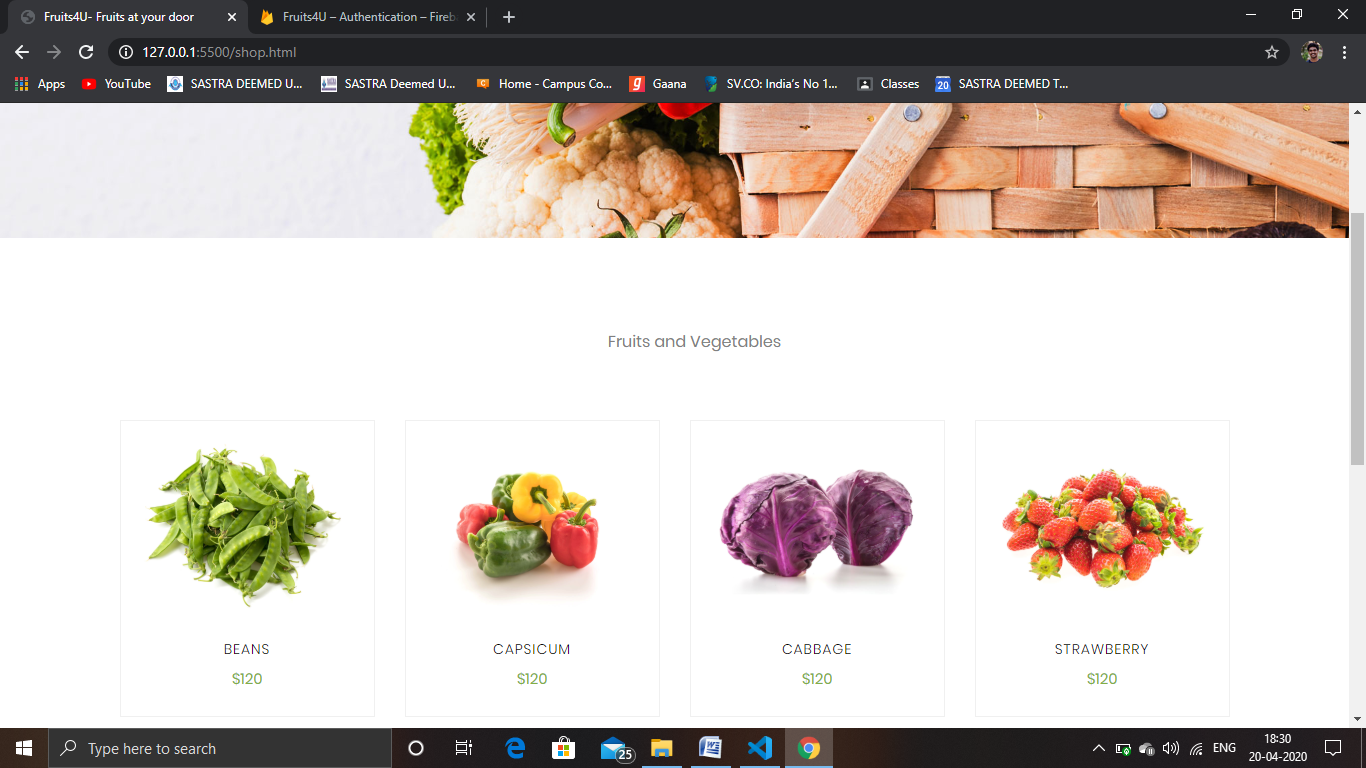 Fruits4U- Fruits at your door
Fruits4U – Authentication – Fireb
127.0.0.1:5500/shop.html
Apps
YouTube
SASTRA DEEMED U...
SASTRA Deemed U...
Home - Campus Co...
Gaana
SV.CO: India's No 1...
Classes
20
SASTRA DEEMED T...
Fruits and Vegetables
BEANS
$120
CAPSICUM
$120
CABBAGE
$120
STRAWBERRY
$120
Type here to search
25
ENG
18:30
20-04-2020